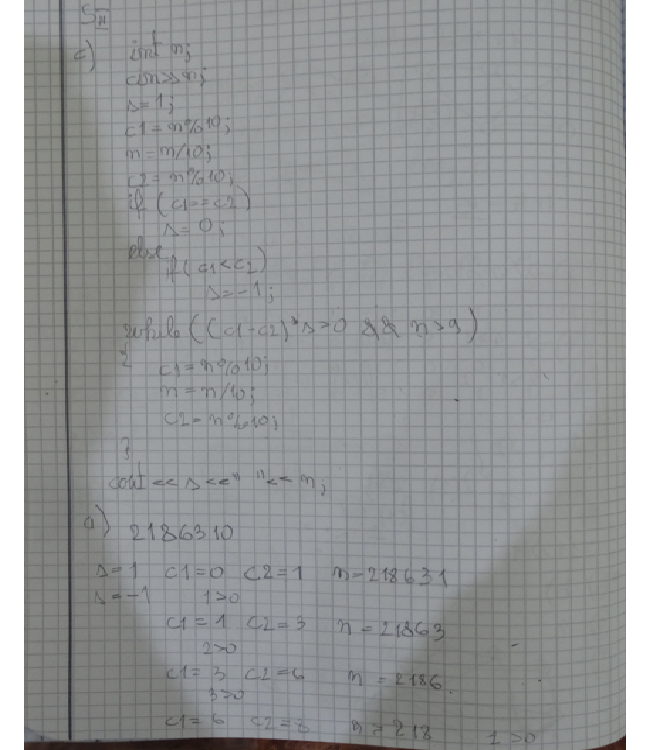 SII
c) int n;
cin>>n;
s=1;
c1=n%10;
n=n/10;
c2=n%10;
if (c1==c2)
s=0;
else
if(c1<c2)
s=-1;
while((c1-c2)*s>0 && n>9)
{
c1=n%10;
n=n/10;
c2=n%10;
}
cout<<s<<" "<<n;
a) 2186310
s=1 c1=0 c2=1 n=218631
s=-1 1>0
c1=1 c2=3 n=21863
2>0
c1=3 c2=6 n=2186
3>0
c1=6 c2=8 n=218 1>0